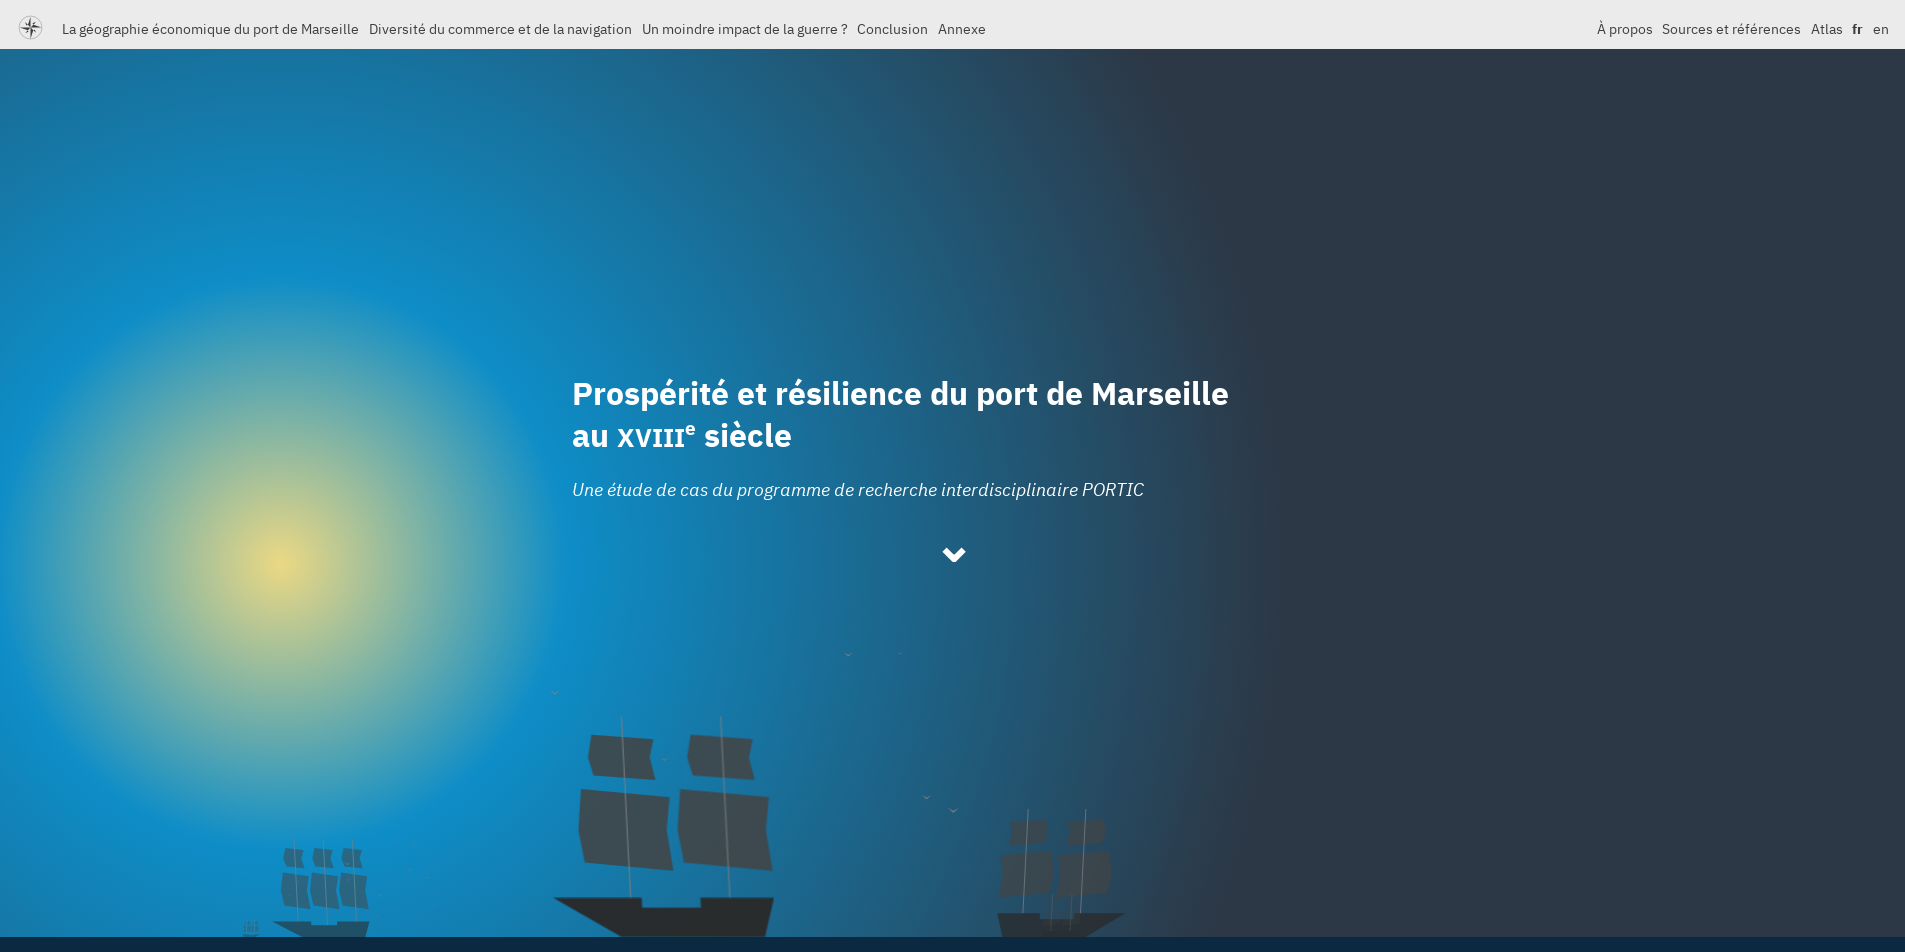 La géographie économique du port de Marseille Diversité du commerce et de la navigation Un moindre impact de la guerre ? Conclusion Annexe À propos Sources et références Atlas fr en
Prospérité et résilience du port de Marseille
au XVIIIe siècle
Une étude de cas du programme de recherche interdisciplinaire PORTIC